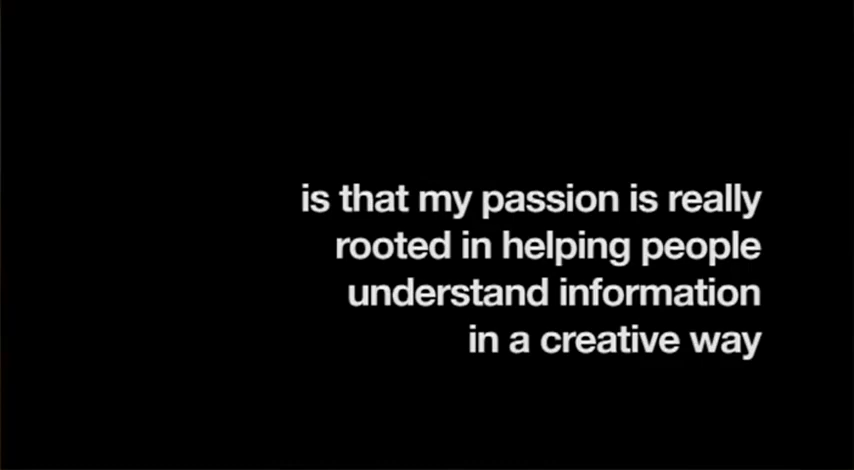 is that my passion is really
rooted in helping people
understand information
in a creative way